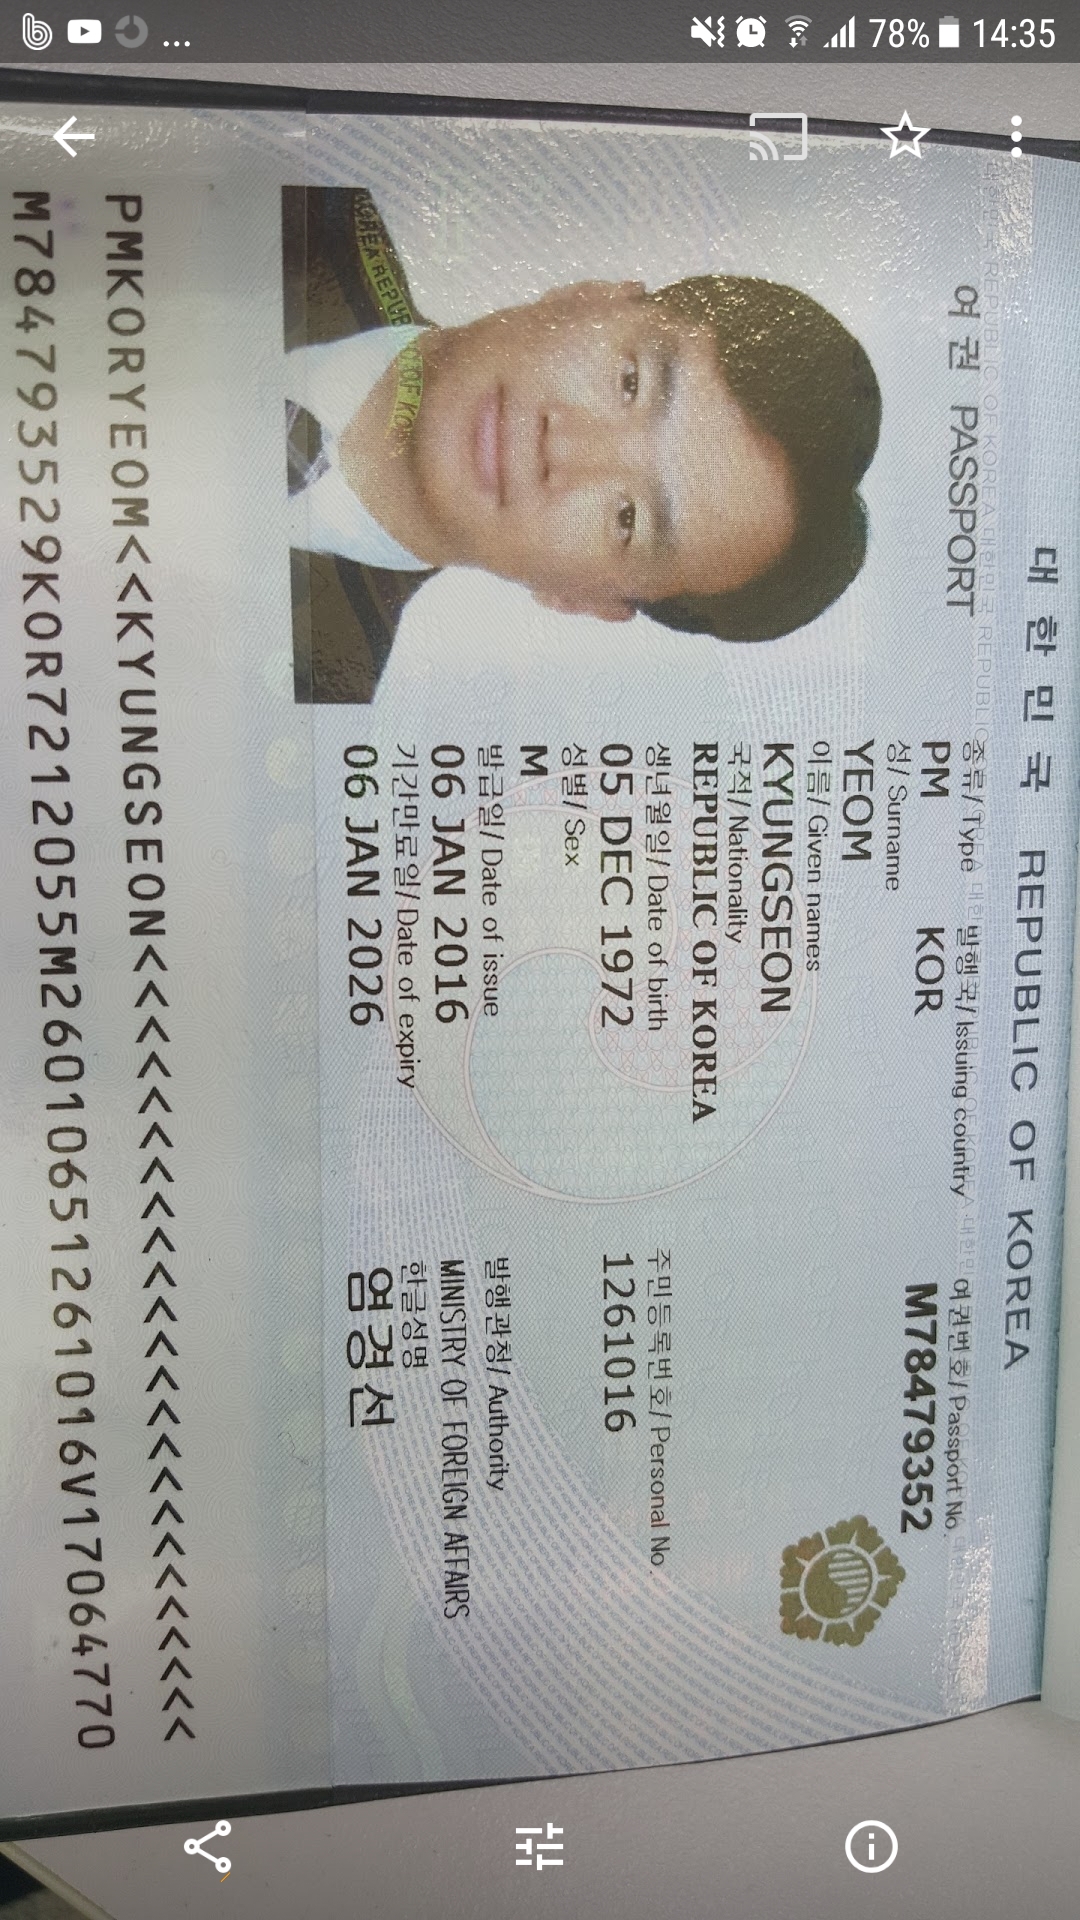 ... 78% 14:35
대한민국 REPUBLIC OF KOREA
여권 PASSPORT
종류/Type 발행국/Issuing country 여권번호/Passport No.
PM KOR M78479352
성/Surname
YEOM
이름/Given names
KYUNGSEON
국적/Nationality
REPUBLIC OF KOREA
생년월일/Date of birth 주민등록번호/Personal No.
05 DEC 1972 1261016
성별/Sex
M
발급일/Date of issue 발행관청/Authority
06 JAN 2016 MINISTRY OF FOREIGN AFFAIRS
기간만료일/Date of expiry 한글성명
06 JAN 2026 염경선
PMKORYEOM<<KYUNGSEON<<<<<<<<<<<<<<<<<<<<<<<<
M784793529KOR7212055M26010651261016V17064770